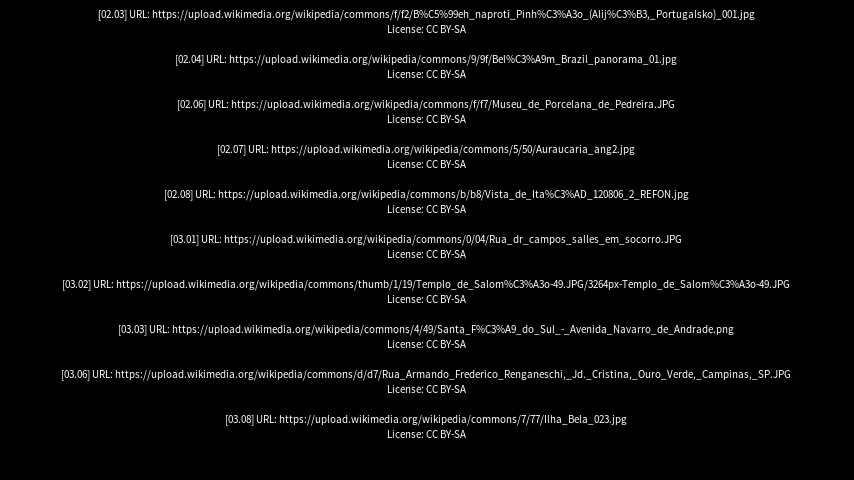 [02.03] URL: https://upload.wikimedia.org/wikipedia/commons/f/f2/B%C5%99eh_naproti_Pinh%C3%A3o_(Alij%C3%B3,_Portugalsko)_001.jpg
License: CC BY-SA
[02.04] URL: https://upload.wikimedia.org/wikipedia/commons/9/9f/Bel%C3%A9m_Brazil_panorama_01.jpg
License: CC BY-SA
[02.06] URL: https://upload.wikimedia.org/wikipedia/commons/f/f7/Museu_de_Porcelana_de_Pedreira.JPG
License: CC BY-SA
[02.07] URL: https://upload.wikimedia.org/wikipedia/commons/5/50/Auraucaria_ang2.jpg
License: CC BY-SA
[02.08] URL: https://upload.wikimedia.org/wikipedia/commons/b/b8/Vista_de_Ita%C3%AD_120806_2_REFON.jpg
License: CC BY-SA
[03.01] URL: https://upload.wikimedia.org/wikipedia/commons/0/04/Rua_dr_campos_salles_em_socorro.JPG
License: CC BY-SA
[03.02] URL: https://upload.wikimedia.org/wikipedia/commons/thumb/1/19/Templo_de_Salom%C3%A3o-49.JPG/3264px-Templo_de_Salom%C3%A3o-49.JPG
License: CC BY-SA
[03.03] URL: https://upload.wikimedia.org/wikipedia/commons/4/49/Santa_F%C3%A9_do_Sul_-_Avenida_Navarro_de_Andrade.png
License: CC BY-SA
[03.06] URL: https://upload.wikimedia.org/wikipedia/commons/d/d7/Rua_Armando_Frederico_Renganeschi,_Jd._Cristina,_Ouro_Verde,_Campinas,_SP.JPG
License: CC BY-SA
[03.08] URL: https://upload.wikimedia.org/wikipedia/commons/7/77/Ilha_Bela_023.jpg
License: CC BY-SA